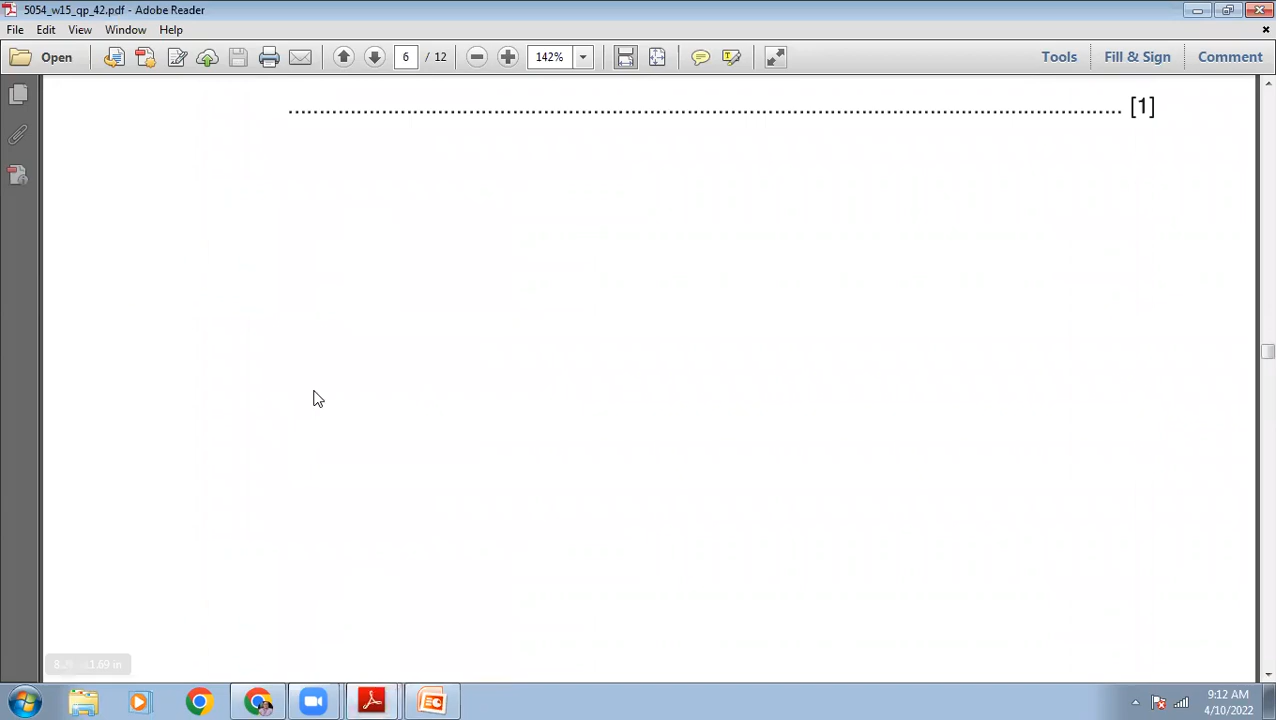 5054_w15_qp_42.pdf - Adobe Reader
File Edit View Window Help
Open 6 / 12 142% Tools Fill & Sign Comment
[1]
9:12 AM
4/10/2022